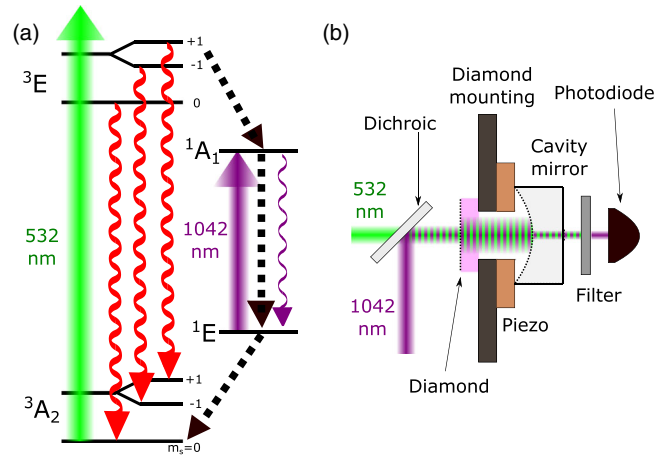 (a)
+1
-1
³E
0
¹A₁
532
nm
1042
nm
¹E
+1
³A₂
-1
mₛ=0
(b)
Diamond
mounting
Photodiode
Dichroic
Cavity
mirror
532
nm
1042
nm
Filter
Piezo
Diamond